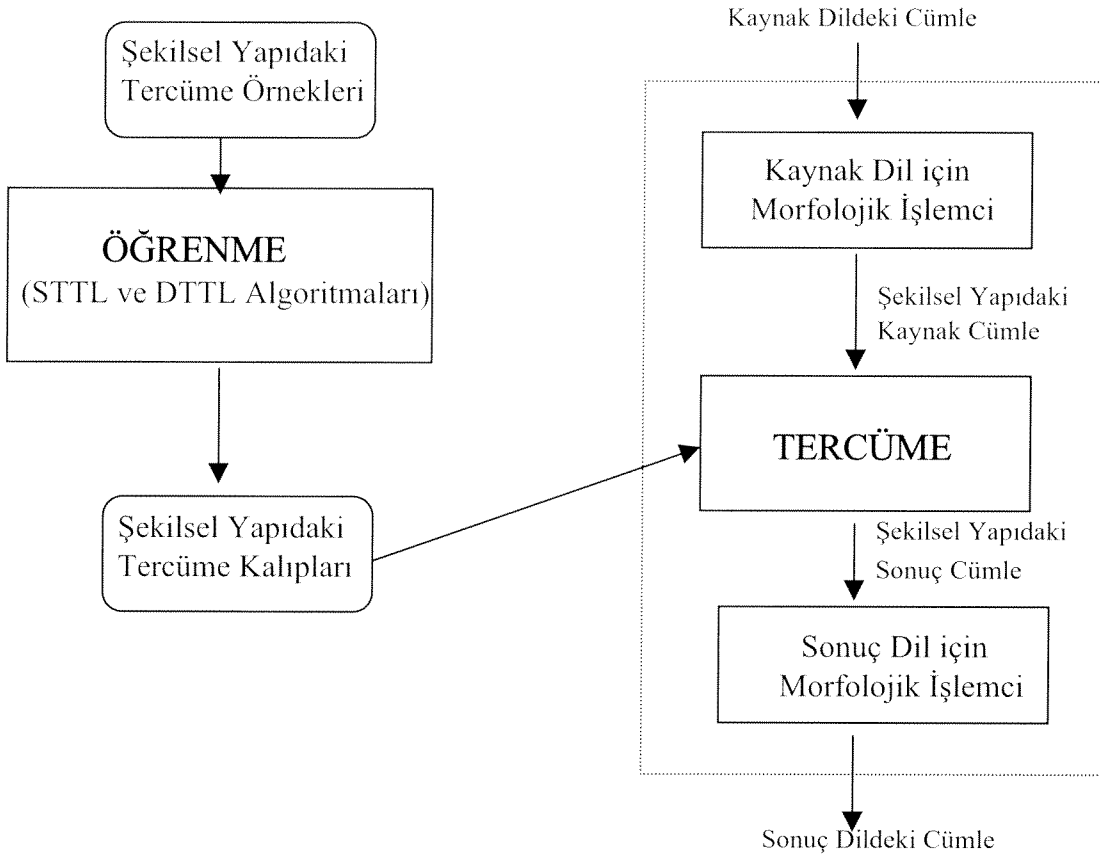 Şekilsel Yapıdaki
Tercüme Örnekleri
ÖĞRENME
(STTL ve DTTL Algoritmaları)
Şekilsel Yapıdaki
Tercüme Kalıpları
Kaynak Dildeki Cümle
Kaynak Dil için
Morfolojik İşlemci
Şekilsel Yapıdaki
Kaynak Cümle
TERCÜME
Şekilsel Yapıdaki
Sonuç Cümle
Sonuç Dil için
Morfolojik İşlemci
Sonuç Dildeki Cümle